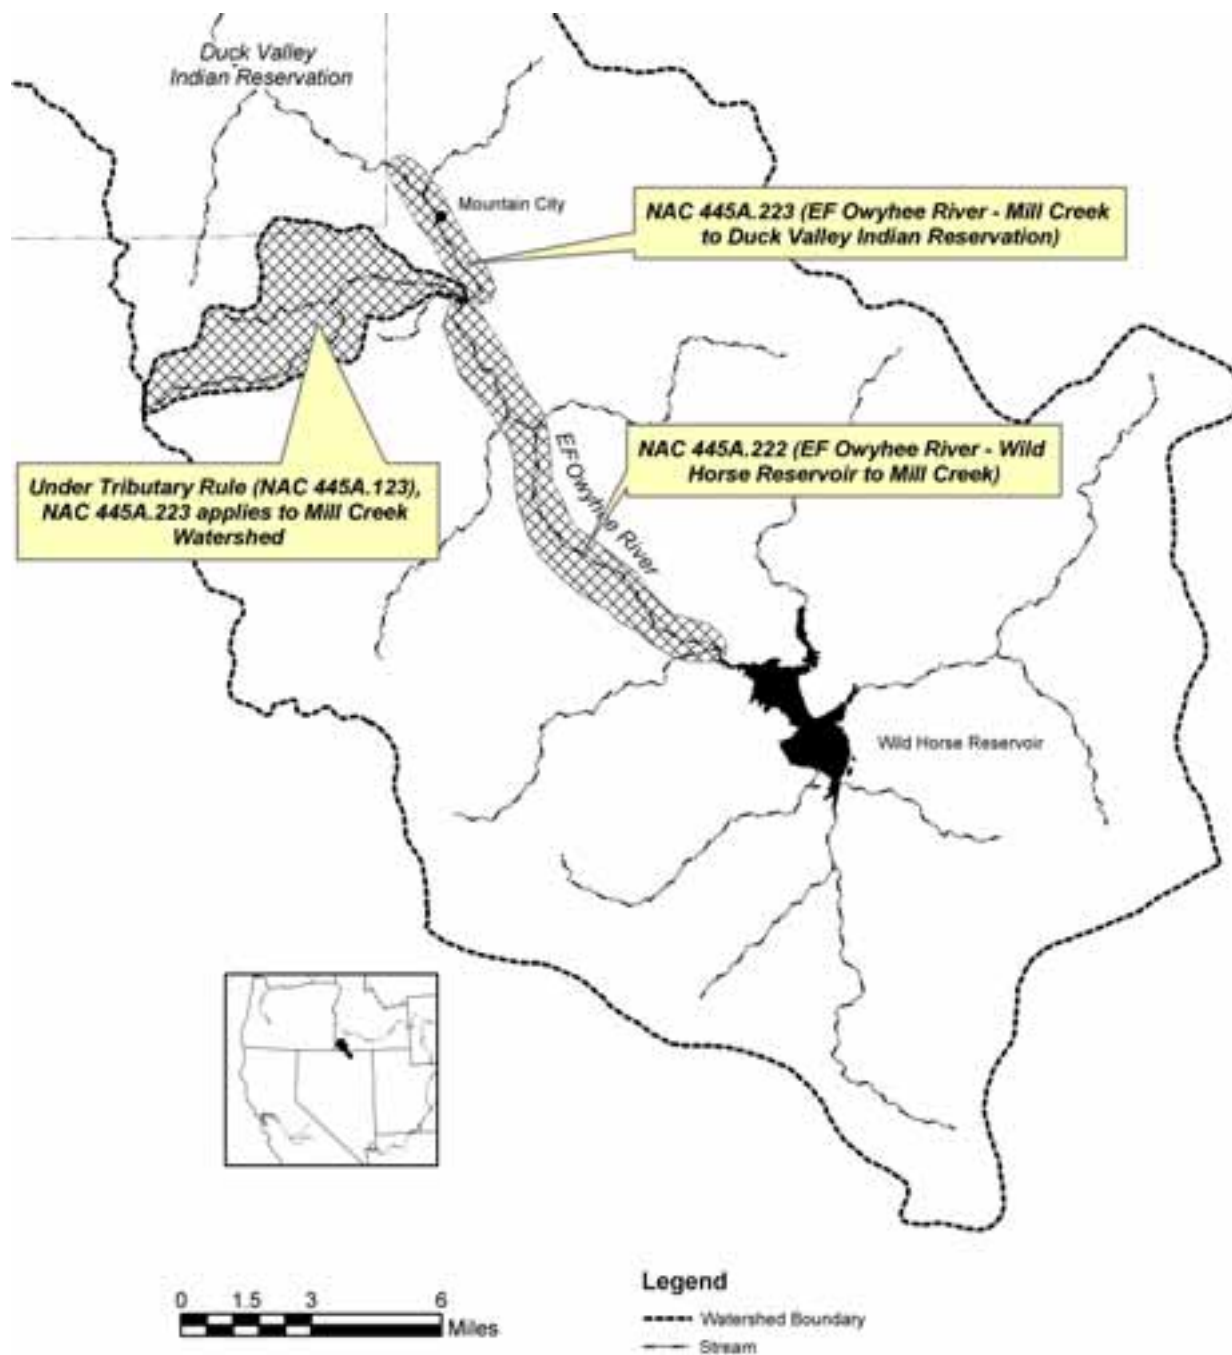 Duck Valley
Indian Reservation
Mountain City
NAC 445A.223 (EF Owyhee River - Mill Creek
to Duck Valley Indian Reservation)
NAC 445A.222 (EF Owyhee River - Wild
Horse Reservoir to Mill Creek)
EF Owyhee River
Under Tributary Rule (NAC 445A.123),
NAC 445A.223 applies to Mill Creek
Watershed
Wild Horse Reservoir
0 1.5 3 6
Miles
Legend
Watershed Boundary
Stream